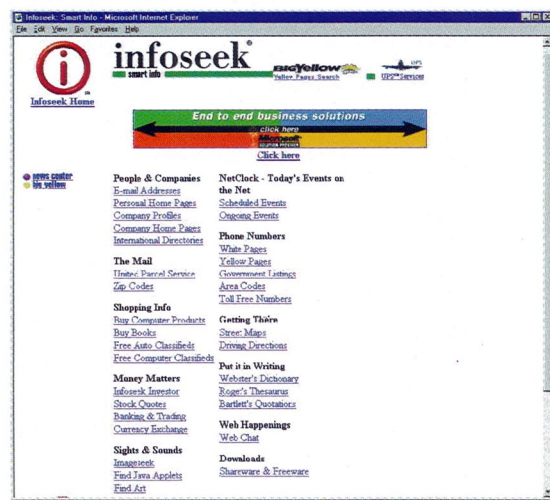 Infoseek: Smart Info - Microsoft Internet Explorer
File Edit View Go Favorites Help
infoseek
smart info
BIGYellow
Yellow Pages Search
UPS
UPS Services
Infoseek Home
End to end business solutions
click here
Microsoft
SOLUTION PROVIDER
Click here
news center
big yellow
People & Companies
E-mail Addresses
Personal Home Pages
Company Profiles
Company Home Pages
International Directories
The Mail
United Parcel Service
Zip Codes
Shopping Info
Buy Computer Products
Buy Books
Free Auto Classifieds
Free Computer Classifieds
Money Matters
Infoseek Investor
Stock Quotes
Banking & Trading
Currency Exchange
Sights & Sounds
Imageseek
Find Java Applets
Find Art
NetClock - Today's Events on
the Net
Scheduled Events
Ongoing Events
Phone Numbers
White Pages
Yellow Pages
Government Listings
Area Codes
Toll Free Numbers
Getting There
Street Maps
Driving Directions
Put it in Writing
Webster's Dictionary
Roget's Thesaurus
Bartlett's Quotations
Web Happenings
Web Chat
Downloads
Shareware & Freeware